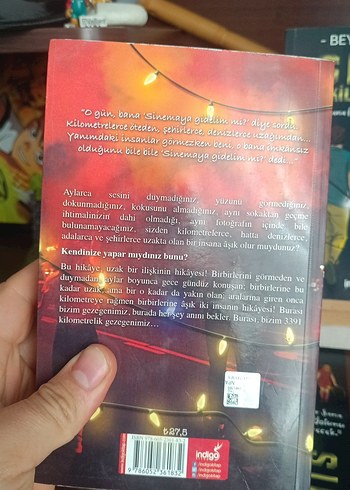 "O gün, bana 'Sinemaya gidelim mi?' diye sordu.
Kilometrelerce öteden, şehirlerce, denizlerce uzağımdan...
Yanımdaki insanlar görmezken beni, o bana imkansız
olduğunu bile bile 'Sinemaya gidelim mi?' dedi..."
Aylarca sesini duymadığınız, yüzünü görmediğiniz,
dokunmadığınız, kokusunu almadığınız, aynı sokaktan geçme
ihtimalinizin dahi olmadığı, aynı fotoğrafın içinde bile
bulunamayacağınız, sizden kilometrelerce, hatta denizlerce,
adalarca ve şehirlerce uzakta olan bir insana âşık olur muydunuz?
Kendinize yapar mıydınız bunu?
Bu hikâye, uzak bir ilişkinin hikâyesi! Birbirlerini görmeden ve
duymadan, aylar boyunca gece gündüz konuşan; birbirlerine bu
kadar uzak, ama bir o kadar da yakın olan, aralarına giren onca
kilometreye rağmen birbirlerine âşık iki insanın hikâyesi! Burası
bizim gezegenimiz, burada her şey anını bekler. Burası, bizim 3391
kilometrelik gezegenimiz…
₺27,5
indigo
9 786052 361832
BEY